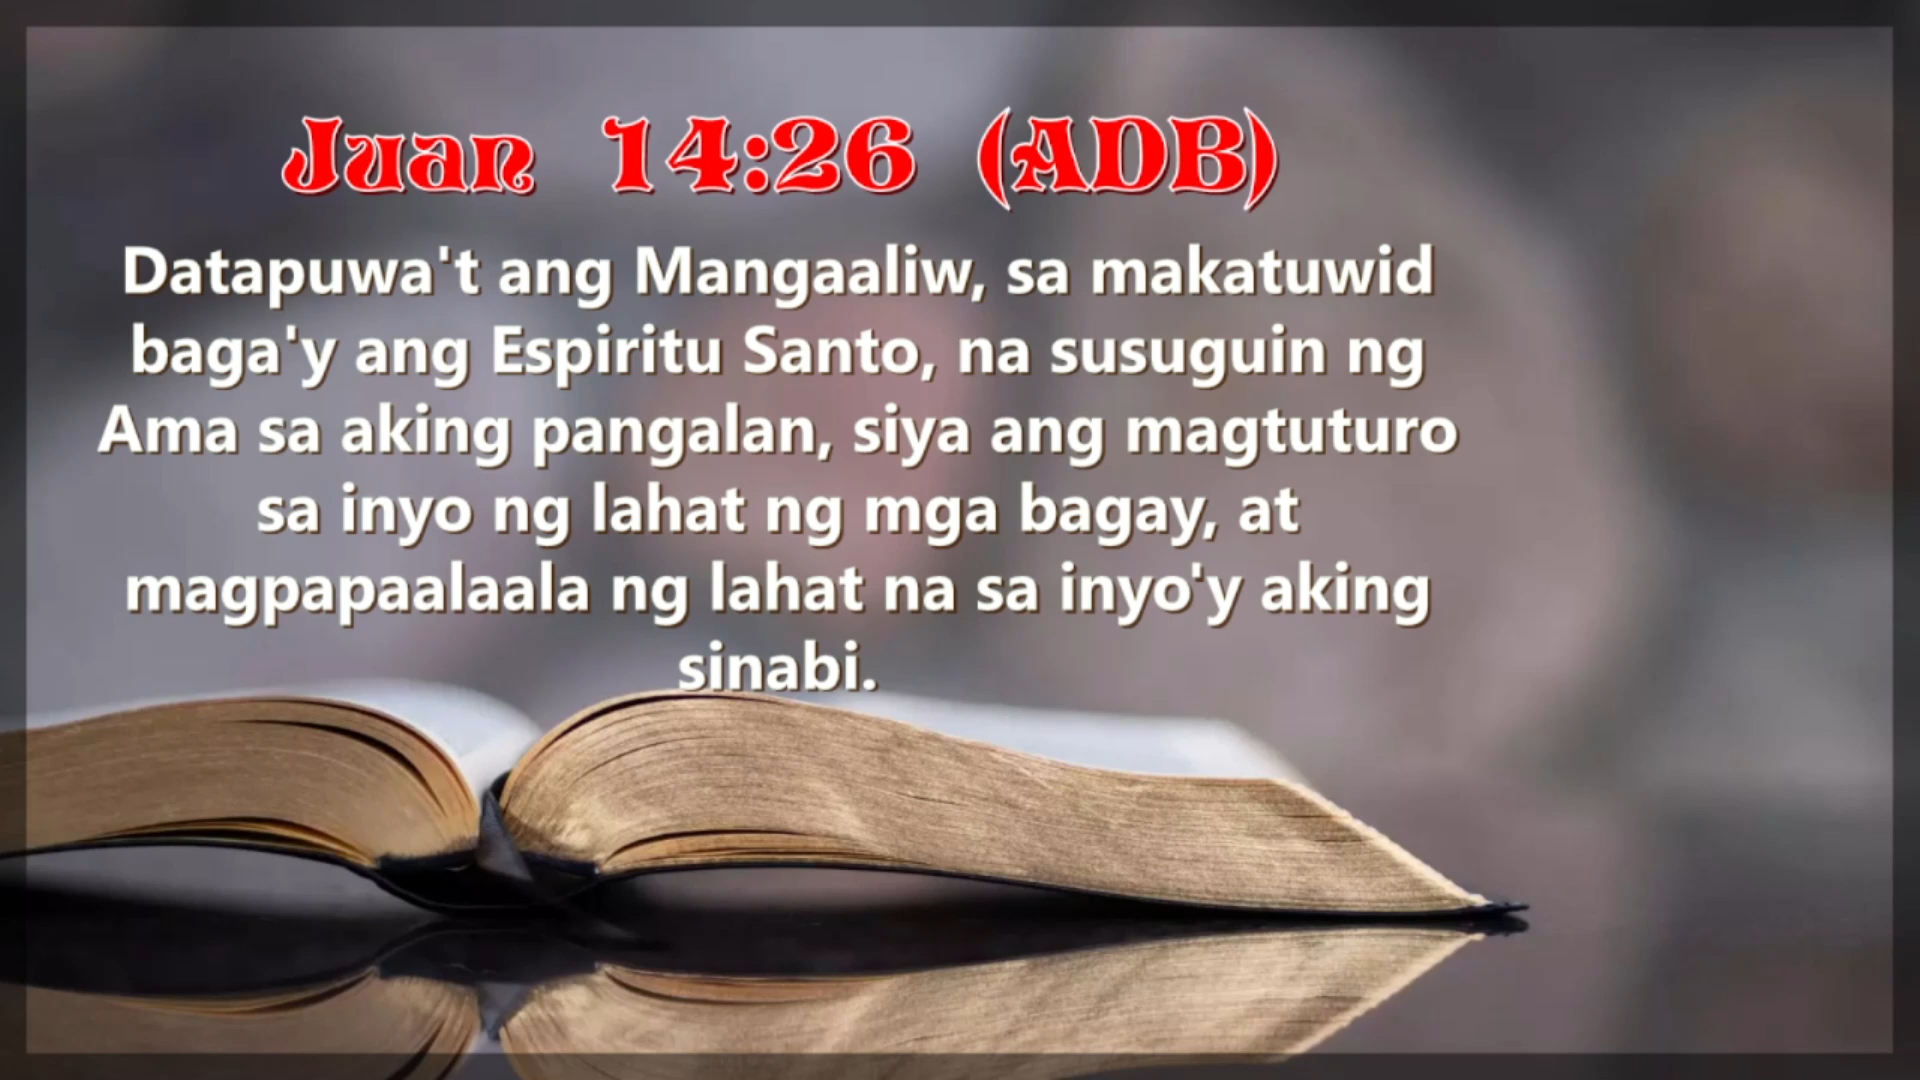 Juan 14:26 (ADB)
Datapuwa't ang Mangaaliw, sa makatuwid
baga'y ang Espiritu Santo, na susuguin ng
Ama sa aking pangalan, siya ang magtuturo
sa inyo ng lahat ng mga bagay, at
magpapaalaala ng lahat na sa inyo'y aking
sinabi.